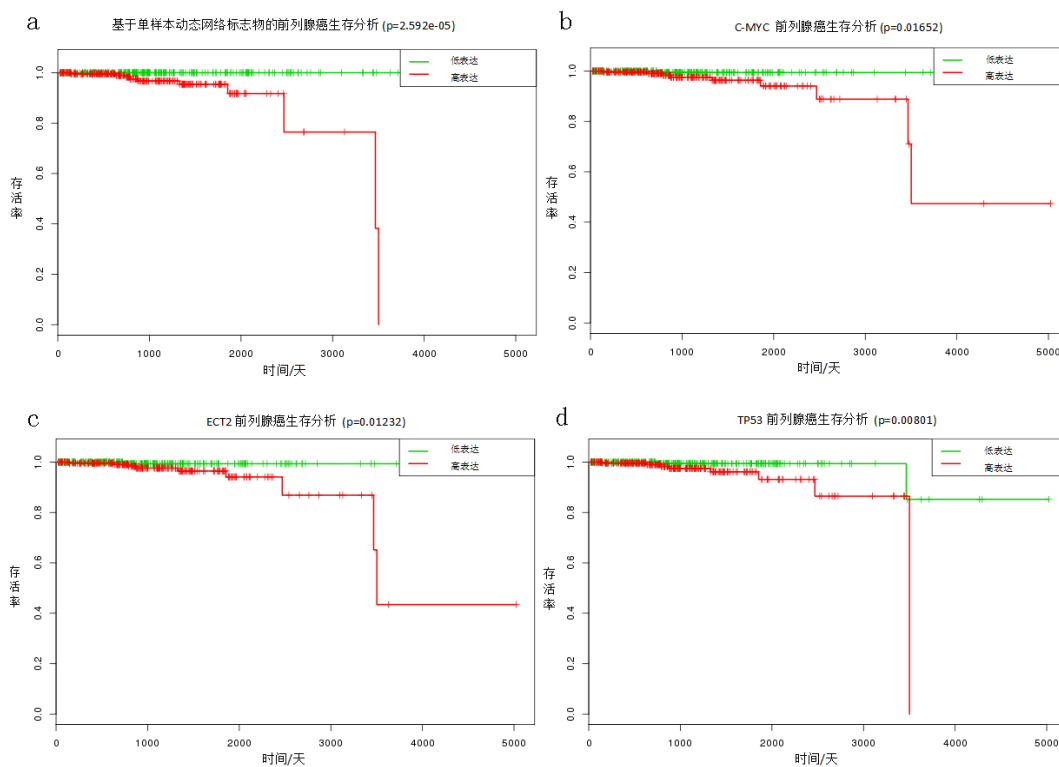 a
基于单样本动态网络标志物的前列腺癌生存分析 (p=2.592e-05)
低表达
高表达
1.0
0.8
0.6
0.4
0.2
0.0
存活率
0 1000 2000 3000 4000 5000
时间/天
b
C-MYC 前列腺癌生存分析 (p=0.01652)
低表达
高表达
1.0
0.8
0.6
0.4
0.2
0.0
存活率
0 1000 2000 3000 4000 5000
时间/天
c
ECT2 前列腺癌生存分析 (p=0.01232)
低表达
高表达
1.0
0.8
0.6
0.4
0.2
0.0
存活率
0 1000 2000 3000 4000 5000
时间/天
d
TP53 前列腺癌生存分析 (p=0.00801)
低表达
高表达
1.0
0.8
0.6
0.4
0.2
0.0
存活率
0 1000 2000 3000 4000 5000
时间/天